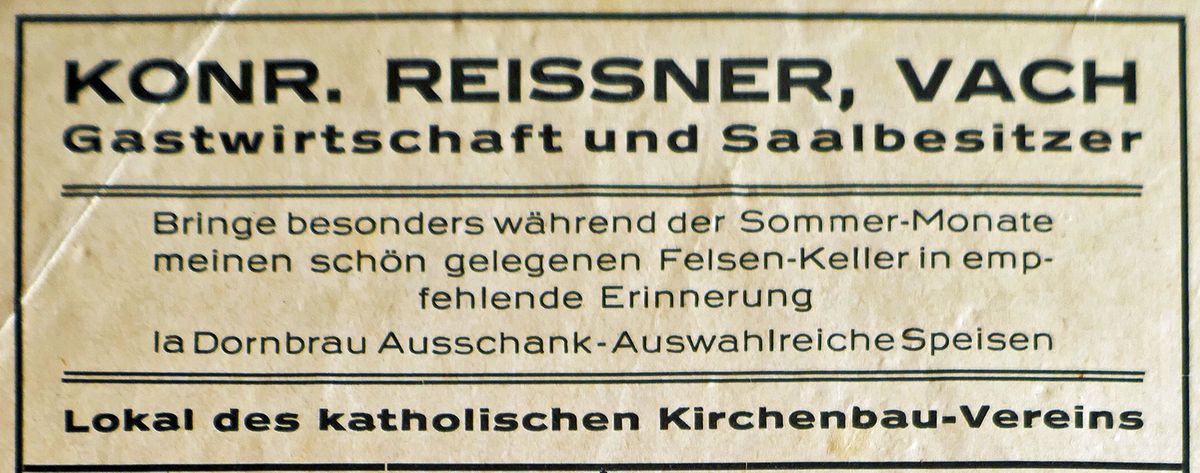 KONR. REISSNER, VACH
Gastwirtschaft und Saalbesitzer
Bringe besonders während der Sommer-Monate
meinen schön gelegenen Felsen-Keller in emp-
fehlende Erinnerung
Ia Dornbrau Ausschank - Auswahlreiche Speisen
Lokal des katholischen Kirchenbau-Vereins